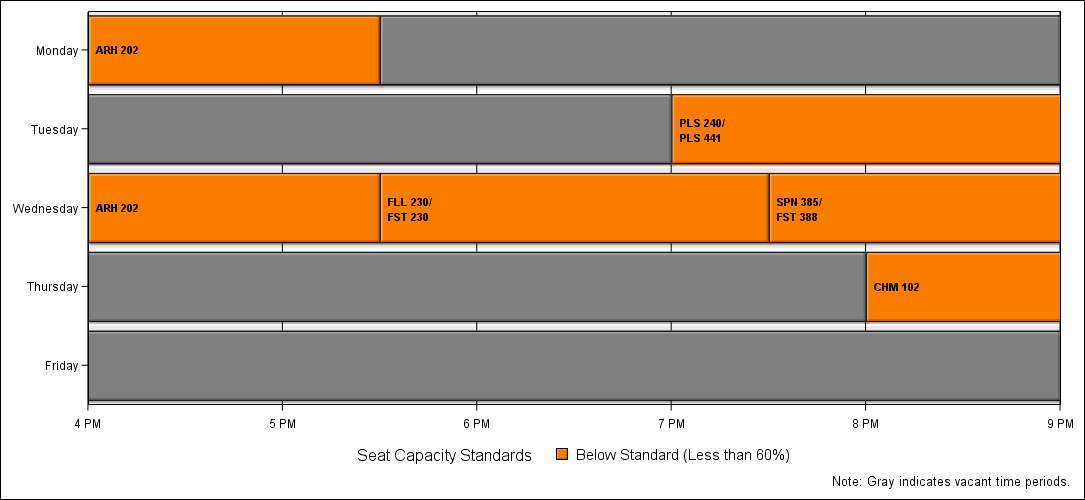 Monday
ARH 202
Tuesday
PLS 240/
PLS 441
Wednesday
ARH 202
FLL 230/
FST 230
SPN 385/
FST 388
Thursday
CHM 102
Friday
4 PM
5 PM
6 PM
7 PM
8 PM
9 PM
Seat Capacity Standards
Below Standard (Less than 60%)
Note: Gray indicates vacant time periods.